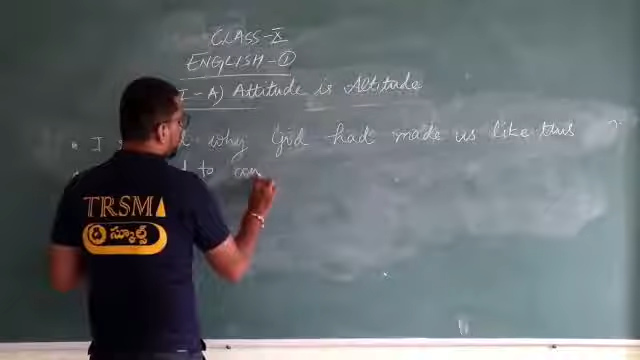 CLASS-X
ENGLISH-①
I-A) Attitude is Altitude
" I why God had made us like this ?
to
TRSMA
ది స్కూల్స్